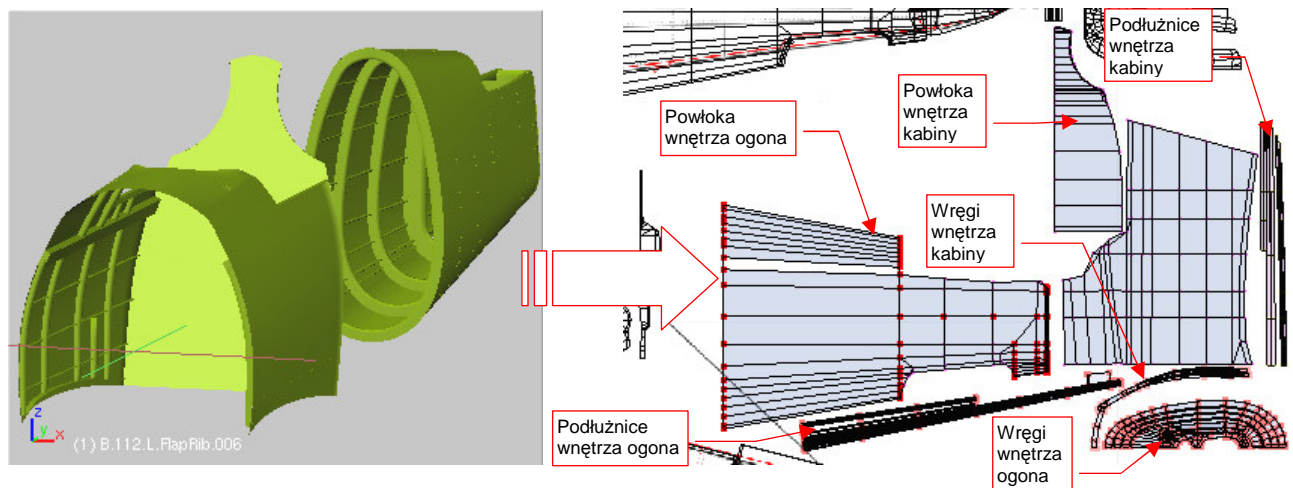 Podłużnice
wnętrza
kabiny
Powłoka
wnętrza
kabiny
Powłoka
wnętrza ogona
Wręgi
wnętrza
kabiny
Podłużnice
wnętrza ogona
Wręgi
wnętrza
ogona
z
y
x
(1) B.112.L.FlapRib.006